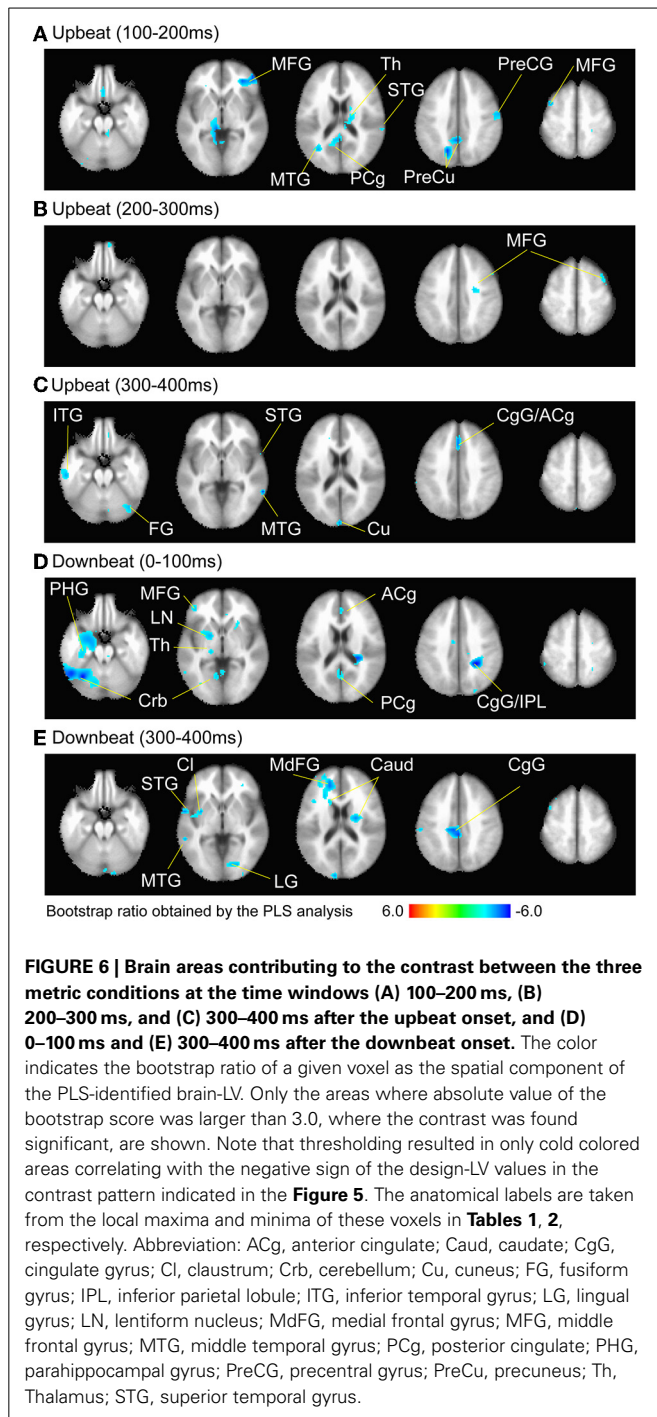 A Upbeat (100-200ms)
MFG Th STG PreCG MFG
MTG PCg PreCu
B Upbeat (200-300ms)
MFG
C Upbeat (300-400ms)
ITG STG CgG/ACg
FG MTG Cu
D Downbeat (0-100ms)
PHG MFG ACg
LN
Th
Crb PCg CgG/IPL
E Downbeat (300-400ms)
Cl MdFG Caud CgG
STG
MTG LG
Bootstrap ratio obtained by the PLS analysis 6.0 -6.0
FIGURE 6 | Brain areas contributing to the contrast between the three
metric conditions at the time windows (A) 100–200 ms, (B)
200–300 ms, and (C) 300–400 ms after the upbeat onset, and (D)
0–100 ms and (E) 300–400 ms after the downbeat onset. The color
indicates the bootstrap ratio of a given voxel as the spatial component of
the PLS-identified brain-LV. Only the areas where absolute value of the
bootstrap score was larger than 3.0, where the contrast was found
significant, are shown. Note that thresholding resulted in only cold colored
areas correlating with the negative sign of the design-LV values in the
contrast pattern indicated in the Figure 5. The anatomical labels are taken
from the local maxima and minima of these voxels in Tables 1, 2,
respectively. Abbreviation: ACg, anterior cingulate; Caud, caudate; CgG,
cingulate gyrus; Cl, claustrum; Crb, cerebellum; Cu, cuneus; FG, fusiform
gyrus; IPL, inferior parietal lobule; ITG, inferior temporal gyrus; LG, lingual
gyrus; LN, lentiform nucleus; MdFG, medial frontal gyrus; MFG, middle
frontal gyrus; MTG, middle temporal gyrus; PCg, posterior cingulate; PHG,
parahippocampal gyrus; PreCG, precentral gyrus; PreCu, precuneus; Th,
Thalamus; STG, superior temporal gyrus.